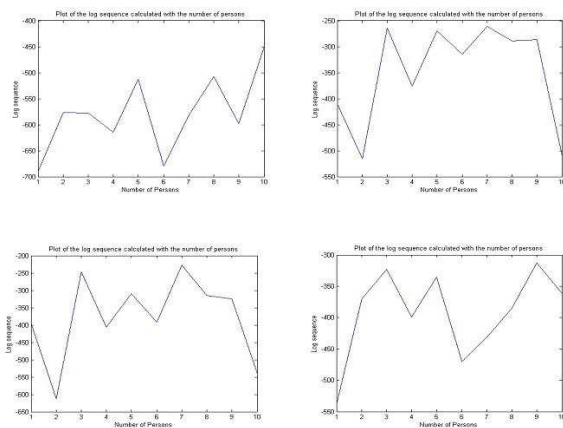 Plot of the log sequence calculated with the number of persons
-400
-450
-500
-550
-600
-650
-700
Log sequence
1 2 3 4 5 6 7 8 9 10
Number of Persons
Plot of the log sequence calculated with the number of persons
-250
-300
-350
-400
-450
-500
-550
Log sequence
1 2 3 4 5 6 7 8 9 10
Number of Persons
Plot of the log sequence calculated with the number of persons
-200
-250
-300
-350
-400
-450
-500
-550
-600
-650
Log sequence
1 2 3 4 5 6 7 8 9 10
Number of Persons
Plot of the log sequence calculated with the number of persons
-300
-350
-400
-450
-500
-550
Log sequence
1 2 3 4 5 6 7 8 9 10
Number of Persons